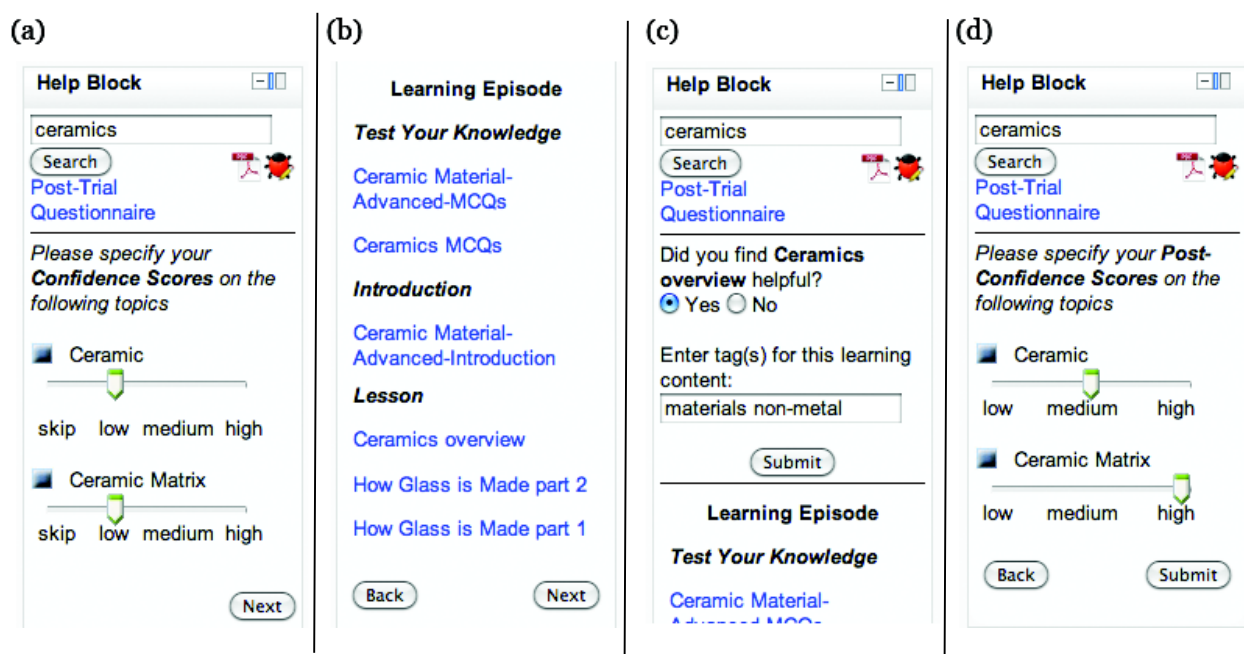 (a)
Help Block
ceramics
Search
Post-Trial
Questionnaire
Please specify your
Confidence Scores on the
following topics
Ceramic
skip low medium high
Ceramic Matrix
skip low medium high
Next
(b)
Learning Episode
Test Your Knowledge
Ceramic Material-
Advanced-MCQs
Ceramics MCQs
Introduction
Ceramic Material-
Advanced-Introduction
Lesson
Ceramics overview
How Glass is Made part 2
How Glass is Made part 1
Back Next
(c)
Help Block
ceramics
Search
Post-Trial
Questionnaire
Did you find Ceramics
overview helpful?
Yes No
Enter tag(s) for this learning
content:
materials non-metal
Submit
Learning Episode
Test Your Knowledge
Ceramic Material-
Advanced-MCQs
(d)
Help Block
ceramics
Search
Post-Trial
Questionnaire
Please specify your Post-
Confidence Scores on the
following topics
Ceramic
low medium high
Ceramic Matrix
low medium high
Back Submit